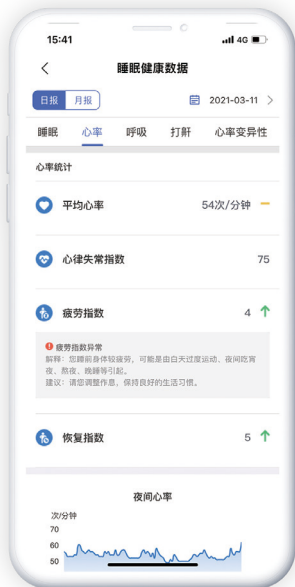 15:41
4G
睡眠健康数据
日报 月报 2021-03-11
睡眠 心率 呼吸 打鼾 心率变异性
心率统计
平均心率 54次/分钟
心律失常指数 75
疲劳指数 4
疲劳指数异常
解释：您睡前身体较疲劳，可能是由白天过度运动、夜间吃宵
夜、熬夜、晚睡等引起。
建议：请您调整作息，保持良好的生活习惯。
恢复指数 5
夜间心率
次/分钟
70
60
50